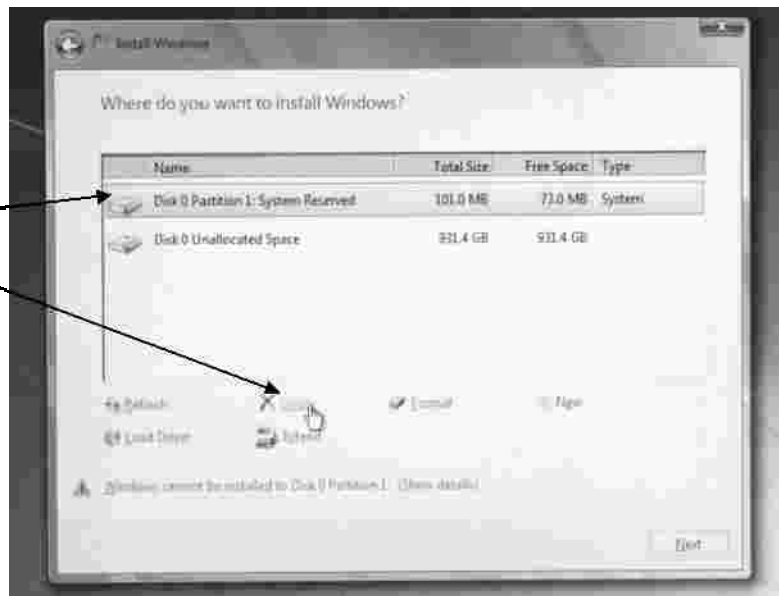 Install Windows
Where do you want to install Windows?
Name Total Size Free Space Type
Disk 0 Partition 1: System Reserved 101.0 MB 73.0 MB System
Disk 0 Unallocated Space 931.4 GB 931.4 GB
Refresh Format New
Load Driver Extend
Windows cannot be installed to Disk 0 Partition 1. (Show details)
Next